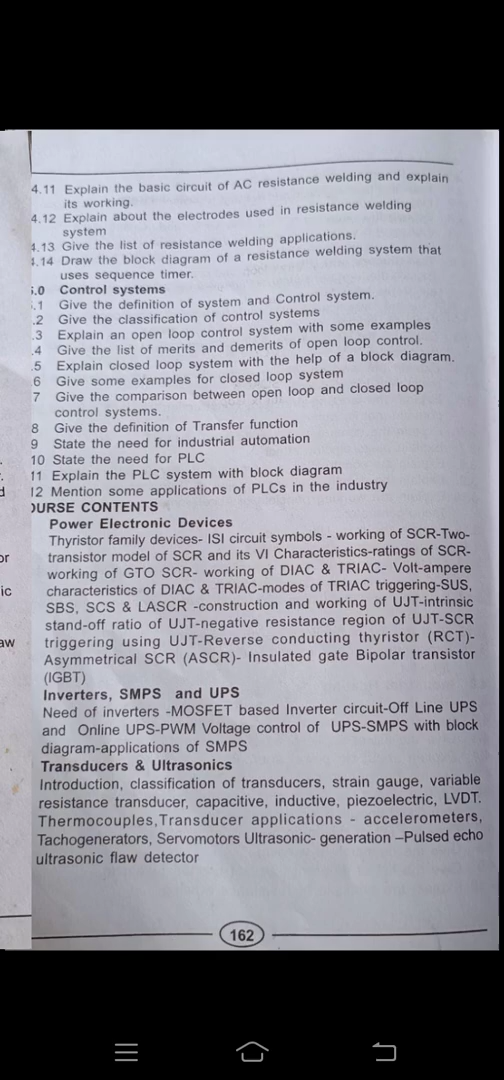 4.11 Explain the basic circuit of AC resistance welding and explain
its working.
4.12 Explain about the electrodes used in resistance welding
system
4.13 Give the list of resistance welding applications.
4.14 Draw the block diagram of a resistance welding system that
uses sequence timer.
5.0 Control systems
.1 Give the definition of system and Control system.
.2 Give the classification of control systems
.3 Explain an open loop control system with some examples
.4 Give the list of merits and demerits of open loop control.
.5 Explain closed loop system with the help of a block diagram.
6 Give some examples for closed loop system
7 Give the comparison between open loop and closed loop
control systems.
8 Give the definition of Transfer function
9 State the need for industrial automation
10 State the need for PLC
11 Explain the PLC system with block diagram
12 Mention some applications of PLCs in the industry
OURSE CONTENTS
Power Electronic Devices
Thyristor family devices- ISI circuit symbols - working of SCR-Two-
transistor model of SCR and its VI Characteristics-ratings of SCR-
working of GTO SCR- working of DIAC & TRIAC- Volt-ampere
characteristics of DIAC & TRIAC-modes of TRIAC triggering-SUS,
SBS, SCS & LASCR -construction and working of UJT-intrinsic
stand-off ratio of UJT-negative resistance region of UJT-SCR
triggering using UJT-Reverse conducting thyristor (RCT)-
Asymmetrical SCR (ASCR)- Insulated gate Bipolar transistor
(IGBT)
Inverters, SMPS and UPS
Need of inverters -MOSFET based Inverter circuit-Off Line UPS
and Online UPS-PWM Voltage control of UPS-SMPS with block
diagram-applications of SMPS
Transducers & Ultrasonics
Introduction, classification of transducers, strain gauge, variable
resistance transducer, capacitive, inductive, piezoelectric, LVDT.
Thermocouples,Transducer applications - accelerometers,
Tachogenerators, Servomotors Ultrasonic- generation –Pulsed echo
ultrasonic flaw detector
162